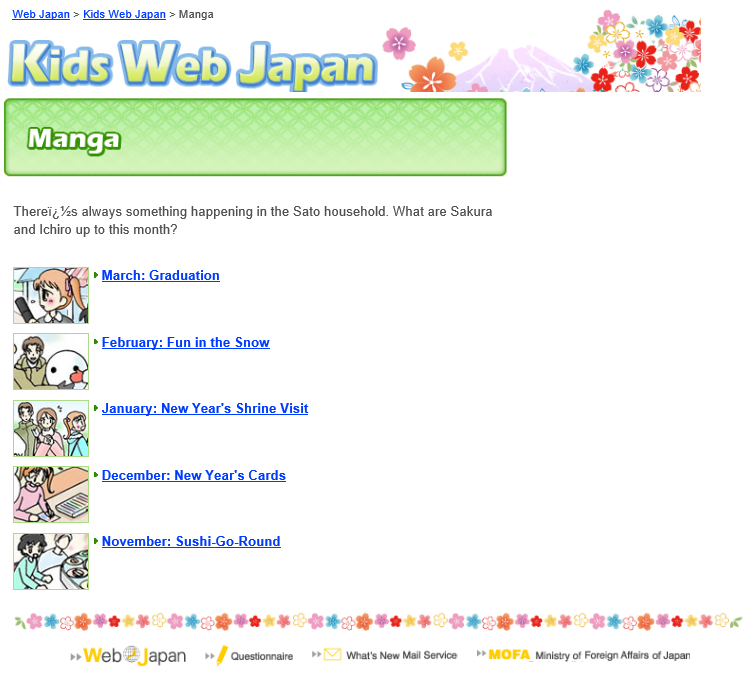 Web Japan > Kids Web Japan > Manga
Kids Web Japan
Manga
Thereï¿½s always something happening in the Sato household. What are Sakura
and Ichiro up to this month?
March: Graduation
February: Fun in the Snow
January: New Year's Shrine Visit
December: New Year's Cards
November: Sushi-Go-Round
Web Japan Questionnaire What's New Mail Service MOFA Ministry of Foreign Affairs of Japan